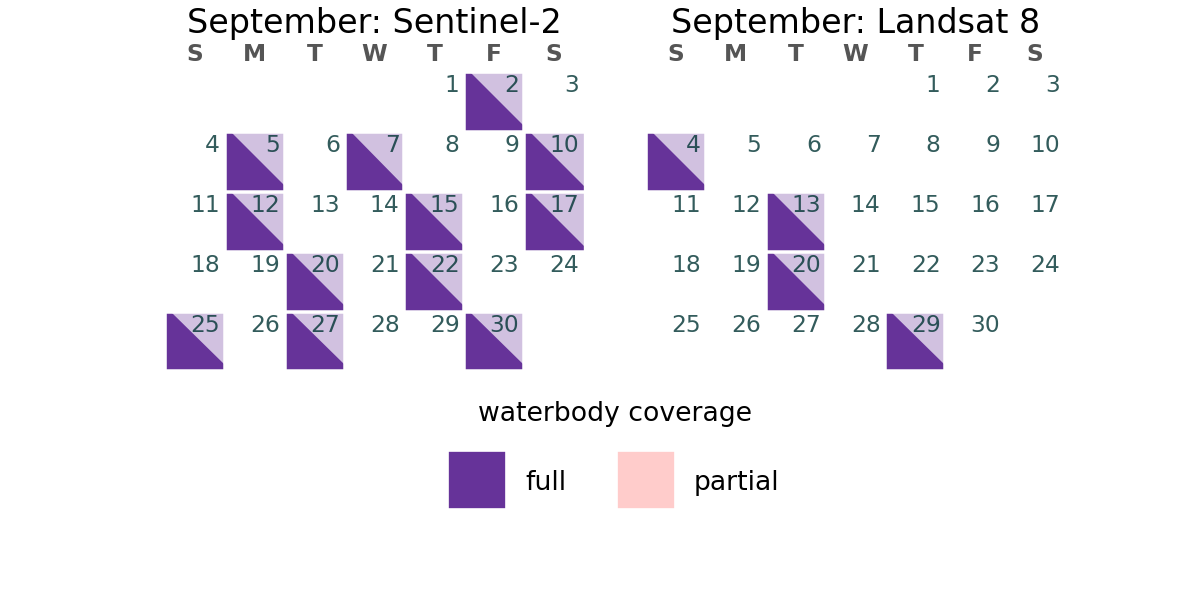 September: Sentinel-2
S M T W T F S
1 2 3
4 5 6 7 8 9 10
11 12 13 14 15 16 17
18 19 20 21 22 23 24
25 26 27 28 29 30
September: Landsat 8
S M T W T F S
1 2 3
4 5 6 7 8 9 10
11 12 13 14 15 16 17
18 19 20 21 22 23 24
25 26 27 28 29 30
waterbody coverage
full partial